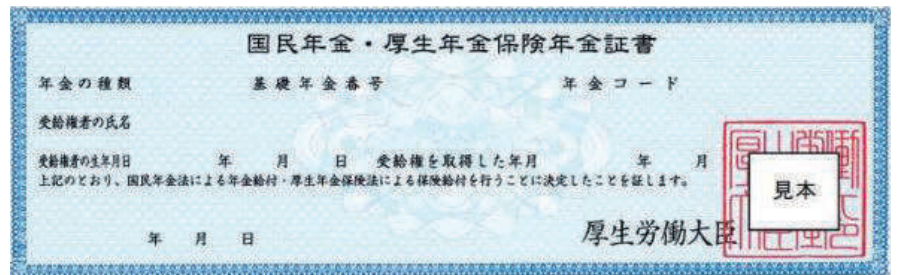 国民年金・厚生年金保険年金証書
年金の種類 基礎年金番号 年金コード
受給権者の氏名
受給権者の生年月日 年 月 日 受給権を取得した年月 年 月
上記のとおり、国民年金法による年金給付・厚生年金保険法による保険給付を行うことに決定したことを証します。
見本
年 月 日 厚生労働大臣